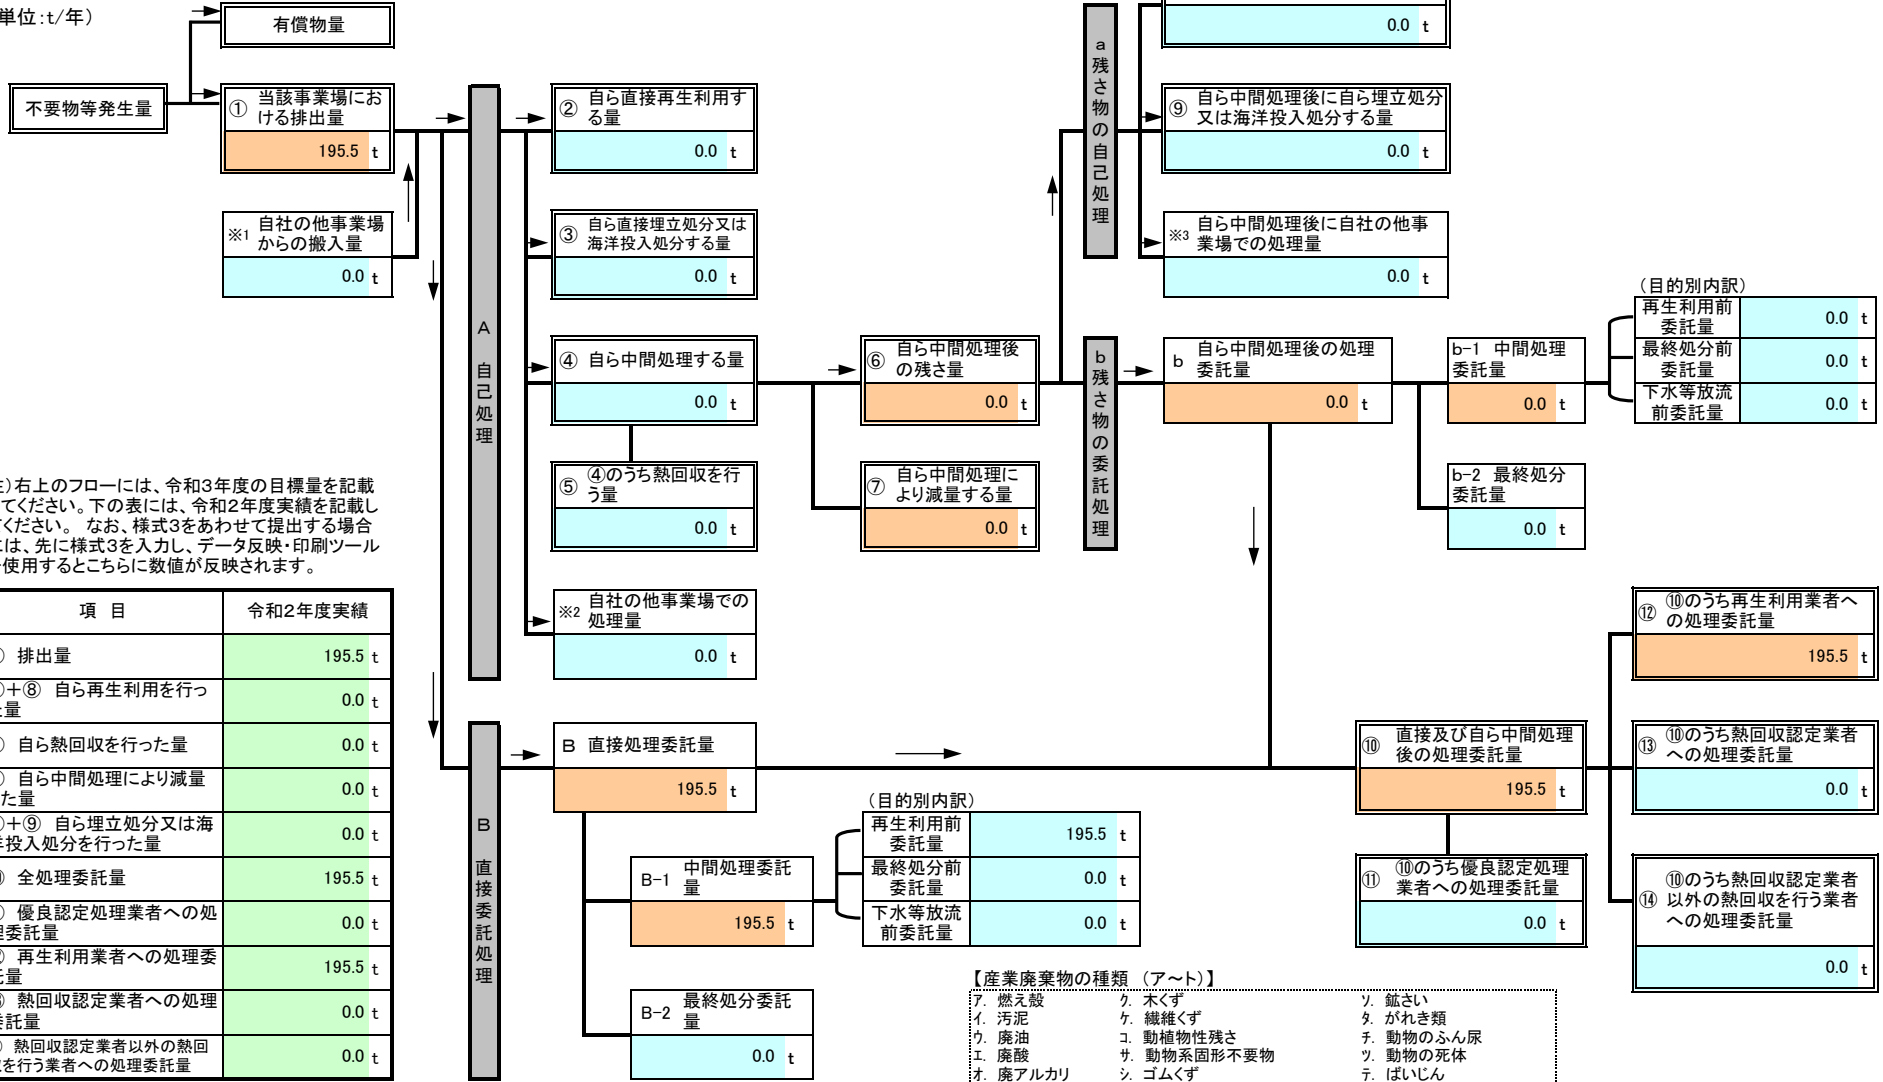 単位：t/年）
有償物量
不要物等発生量
① 当該事業場にお
ける排出量
195.5 t
※1 自社の他事業場
からの搬入量
0.0 t
A 自己処理
② 自ら直接再生利用す
る量
0.0 t
③ 自ら直接埋立処分又は
海洋投入処分する量
0.0 t
④ 自ら中間処理する量
0.0 t
⑤ ④のうち熱回収を行
う量
0.0 t
※2 自社の他事業場での
処理量
0.0 t
⑥ 自ら中間処理後
の残さ量
0.0 t
⑦ 自ら中間処理に
より減量する量
0.0 t
a 残さ物の自己処理
0.0 t
⑨ 自ら中間処理後に自ら埋立処分
又は海洋投入処分する量
0.0 t
※3 自ら中間処理後に自社の他事
業場での処理量
0.0 t
b 残さ物の委託処理
b 自ら中間処理後の処理
委託量
0.0 t
b-1 中間処理
委託量
0.0 t
（目的別内訳）
再生利用前
委託量
0.0 t
最終処分前
委託量
0.0 t
下水等放流
前委託量
0.0 t
b-2 最終処分
委託量
0.0 t
）右上のフローには、令和３年度の目標量を記載
てください。下の表には、令和２年度実績を記載し
ください。 なお、様式３をあわせて提出する場合
は、先に様式３を入力し、データ反映・印刷ツール
使用するとこちらに数値が反映されます。
項 目 令和２年度実績
排出量 195.5 t
＋⑧ 自ら再生利用を行っ
量
0.0 t
自ら熱回収を行った量 0.0 t
自ら中間処理により減量
た量
0.0 t
＋⑨ 自ら埋立処分又は海
投入処分を行った量
0.0 t
全処理委託量 195.5 t
優良認定処理業者への処
委託量
0.0 t
再生利用業者への処理委
量
195.5 t
熱回収認定業者への処理
託量
0.0 t
熱回収認定業者以外の熱回
を行う業者への処理委託量
0.0 t
B 直接委託処理
B 直接処理委託量
195.5 t
B-1 中間処理委託
量
195.5 t
（目的別内訳）
再生利用前
委託量
195.5 t
最終処分前
委託量
0.0 t
下水等放流
前委託量
0.0 t
B-2 最終処分委託
量
0.0 t
⑩ 直接及び自ら中間処理
後の処理委託量
195.5 t
⑪ ⑩のうち優良認定処理
業者への処理委託量
0.0 t
⑫ ⑩のうち再生利用業者へ
の処理委託量
195.5 t
⑬ ⑩のうち熱回収認定業者
への処理委託量
0.0 t
⑭ ⑩のうち熱回収認定業者
以外の熱回収を行う業者
への処理委託量
0.0 t
【産業廃棄物の種類 （ア～ト）】
ア. 燃え殻 ク. 木くず ソ. 鉱さい
イ. 汚泥 ケ. 繊維くず タ. がれき類
ウ. 廃油 コ. 動植物性残さ チ. 動物のふん尿
エ. 廃酸 サ. 動物系固形不要物 ツ. 動物の死体
オ. 廃アルカリ シ. ゴムくず テ. ばいじん